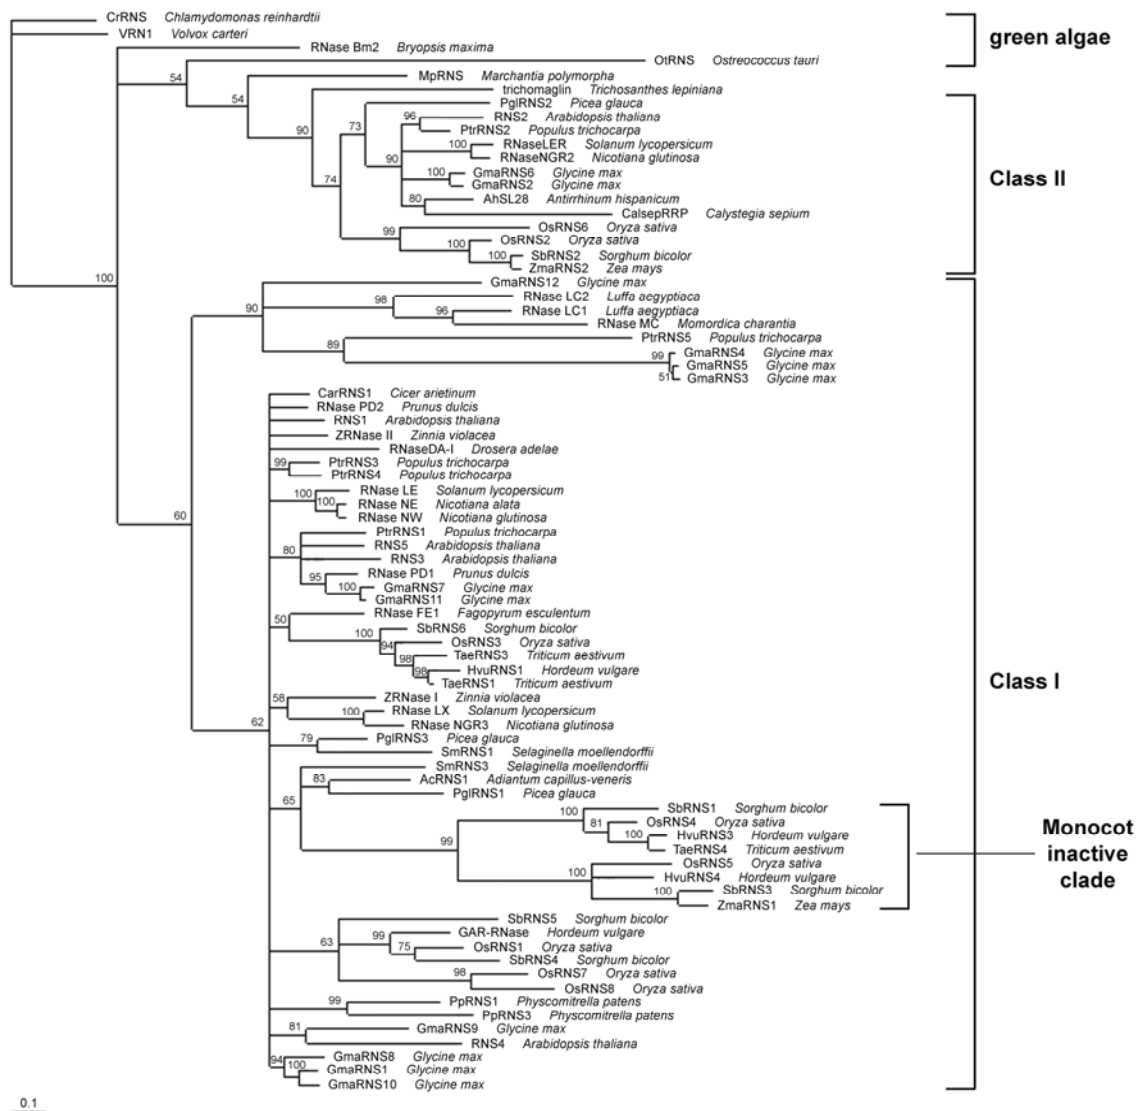 CrRNS Chlamydomonas reinhardtii
VRN1 Volvox carteri
green algae
RNase Bm2 Bryopsis maxima
OtRNS Ostreococcus tauri
54
MpRNS Marchantia polymorpha
54
trichomaglin Trichosanthes lepiniana
PglRNS2 Picea glauca
96 RNS2 Arabidopsis thaliana
73
PtrRNS2 Populus trichocarpa
90
RNaseLER Solanum lycopersicum
100
RNaseNGR2 Nicotiana glutinosa
90
GmaRNS6 Glycine max
100
Class II
74
GmaRNS2 Glycine max
AhSL28 Antirrhinum hispanicum
80
CalsepRRP Calystegia sepium
OsRNS6 Oryza sativa
99
OsRNS2 Oryza sativa
100
SbRNS2 Sorghum bicolor
100
ZmaRNS2 Zea mays
100
GmaRNS12 Glycine max
RNase LC2 Luffa aegyptiaca
98
90
RNase LC1 Luffa aegyptiaca
96
RNase MC Momordica charantia
PtrRNS5 Populus trichocarpa
89
GmaRNS4 Glycine max
99
GmaRNS5 Glycine max
51
GmaRNS3 Glycine max
CarRNS1 Cicer arietinum
RNase PD2 Prunus dulcis
RNS1 Arabidopsis thaliana
ZRNase II Zinnia violacea
RNaseDA-I Drosera adelae
99 PtrRNS3 Populus trichocarpa
PtrRNS4 Populus trichocarpa
RNase LE Solanum lycopersicum
100
RNase NE Nicotiana alata
100
RNase NW Nicotiana glutinosa
60
PtrRNS1 Populus trichocarpa
RNS5 Arabidopsis thaliana
80
RNS3 Arabidopsis thaliana
RNase PD1 Prunus dulcis
95
GmaRNS7 Glycine max
100
GmaRNS11 Glycine max
RNase FE1 Fagopyrum esculentum
50
SbRNS6 Sorghum bicolor
100
OsRNS3 Oryza sativa
94
TaeRNS3 Triticum aestivum
98
HvuRNS1 Hordeum vulgare
98
TaeRNS1 Triticum aestivum
Class I
ZRNase I Zinnia violacea
58
RNase LX Solanum lycopersicum
100
RNase NGR3 Nicotiana glutinosa
62
PglRNS3 Picea glauca
79
SmRNS1 Selaginella moellendorffii
SmRNS3 Selaginella moellendorffii
AcRNS1 Adiantum capillus-veneris
83
PglRNS1 Picea glauca
65
SbRNS1 Sorghum bicolor
100
OsRNS4 Oryza sativa
81
HvuRNS3 Hordeum vulgare
100
TaeRNS4 Triticum aestivum
99
OsRNS5 Oryza sativa
HvuRNS4 Hordeum vulgare
100
SbRNS3 Sorghum bicolor
100
ZmaRNS1 Zea mays
Monocot
inactive
clade
SbRNS5 Sorghum bicolor
GAR-RNase Hordeum vulgare
99
63
OsRNS1 Oryza sativa
75
SbRNS4 Sorghum bicolor
OsRNS7 Oryza sativa
98
OsRNS8 Oryza sativa
PpRNS1 Physcomitrella patens
99
PpRNS3 Physcomitrella patens
GmaRNS9 Glycine max
81
RNS4 Arabidopsis thaliana
GmaRNS8 Glycine max
94
GmaRNS1 Glycine max
100
GmaRNS10 Glycine max
0.1